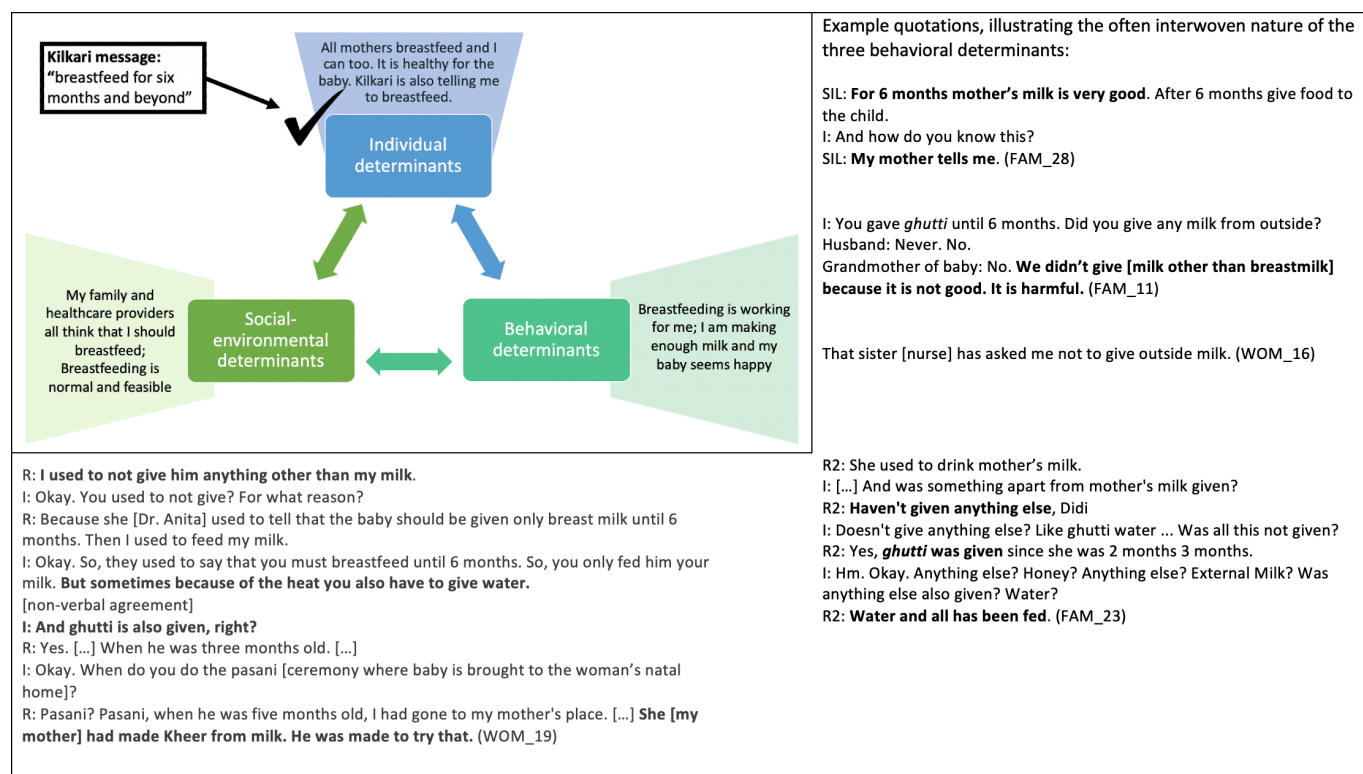 Kilkari message:
“breastfeed for six
months and beyond”
All mothers breastfeed and I
can too. It is healthy for the
baby. Kilkari is also telling me
to breastfeed.
Individual
determinants
My family and
healthcare providers
all think that I should
breastfeed;
Breastfeeding is
normal and feasible
Social-
environmental
determinants
Behavioral
determinants
Breastfeeding is working
for me; I am making
enough milk and my
baby seems happy
Example quotations, illustrating the often interwoven nature of the
three behavioral determinants:
SIL: For 6 months mother’s milk is very good. After 6 months give food to
the child.
I: And how do you know this?
SIL: My mother tells me. (FAM_28)
I: You gave ghutti until 6 months. Did you give any milk from outside?
Husband: Never. No.
Grandmother of baby: No. We didn’t give [milk other than breastmilk]
because it is not good. It is harmful. (FAM_11)
That sister [nurse] has asked me not to give outside milk. (WOM_16)
R2: She used to drink mother’s milk.
I: […] And was something apart from mother's milk given?
R2: Haven't given anything else, Didi
I: Doesn't give anything else? Like ghutti water ... Was all this not given?
R2: Yes, ghutti was given since she was 2 months 3 months.
I: Hm. Okay. Anything else? Honey? Anything else? External Milk? Was
anything else also given? Water?
R2: Water and all has been fed. (FAM_23)
R: I used to not give him anything other than my milk.
I: Okay. You used to not give? For what reason?
R: Because she [Dr. Anita] used to tell that the baby should be given only breast milk until 6
months. Then I used to feed my milk.
I: Okay. So, they used to say that you must breastfeed until 6 months. So, you only fed him your
milk. But sometimes because of the heat you also have to give water.
[non-verbal agreement]
I: And ghutti is also given, right?
R: Yes. […] When he was three months old. […]
I: Okay. When do you do the pasani [ceremony where baby is brought to the woman’s natal
home]?
R: Pasani? Pasani, when he was five months old, I had gone to my mother's place. […] She [my
mother] had made Kheer from milk. He was made to try that. (WOM_19)